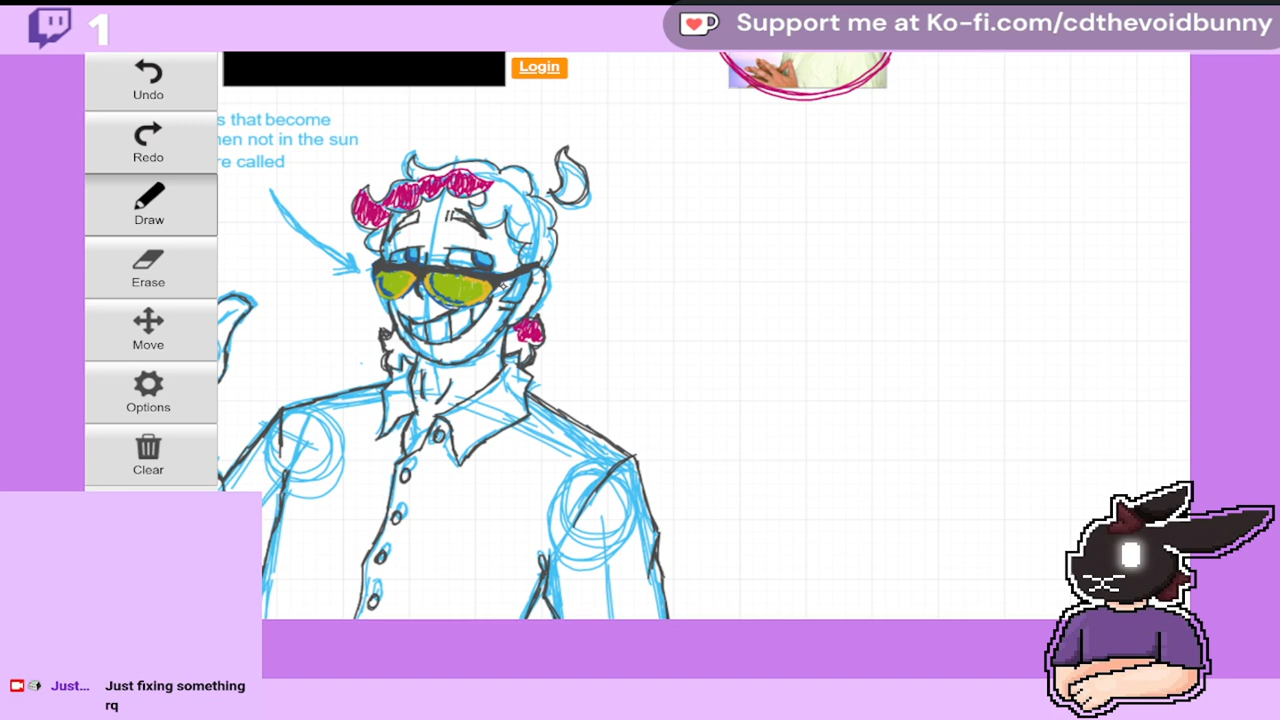 1
Support me at Ko-fi.com/cdthevoidbunny
Undo
Login
s that become
en not in the sun
re called
Redo
Draw
Erase
Move
Options
Clear
Just... Just fixing something
rq